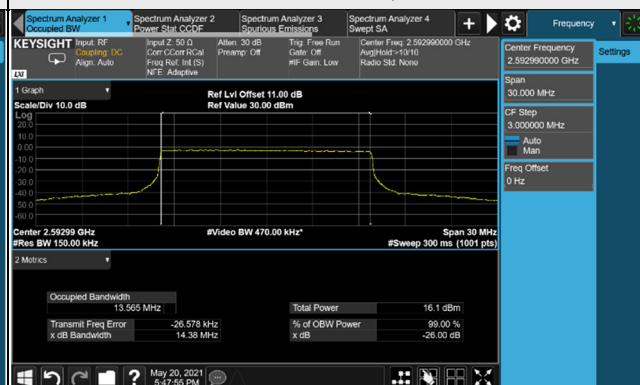 Spectrum Analyzer 1
Occupied BW
Spectrum Analyzer 2
Power Stat CCDF
Spectrum Analyzer 3
Spurious Emissions
Spectrum Analyzer 4
Swept SA
Frequency
KEYSIGHT
Input: RF
Coupling: DC
Align: Auto
Input Z: 50 Ω
Corr CCorr RCal
Freq Ref: Int (S)
NFE: Adaptive
Atten: 30 dB
Preamp: Off
Trig: Free Run
Gate: Off
#IF Gain: Low
Center Freq: 2.592990000 GHz
Avg|Hold>10/10
Radio Std: None
LXI
Center Frequency
2.592990000 GHz
Settings
Span
30.000 MHz
CF Step
3.000000 MHz
Auto
Man
Freq Offset
0 Hz
1 Graph
Scale/Div 10.0 dB
Ref Lvl Offset 11.00 dB
Ref Value 30.00 dBm
Log
20.0
10.0
0.00
-10.0
-20.0
-30.0
-40.0
-50.0
-60.0
Center 2.59299 GHz
#Res BW 150.00 kHz
#Video BW 470.00 kHz*
Span 30 MHz
#Sweep 300 ms (1001 pts)
2 Metrics
Occupied Bandwidth
13.565 MHz
Total Power
16.1 dBm
Transmit Freq Error
-26.578 kHz
% of OBW Power
99.00 %
x dB Bandwidth
14.38 MHz
x dB
-26.00 dB
?
May 20, 2021
5:47:55 PM